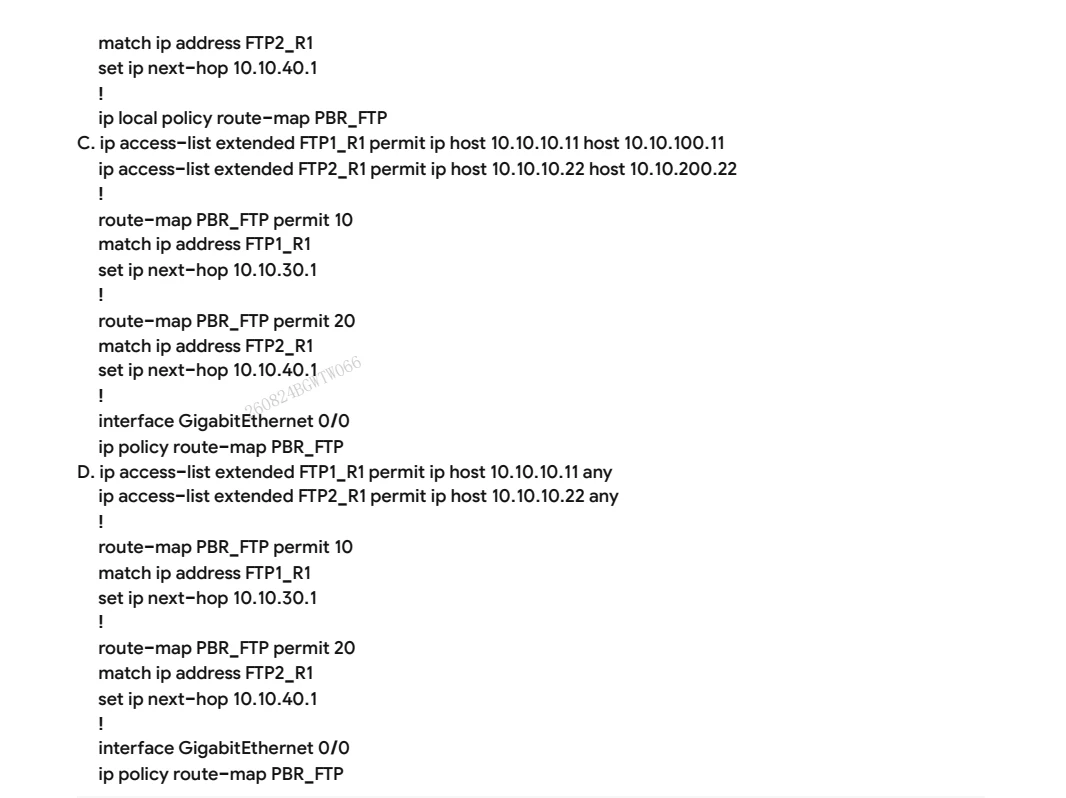 match ip address FTP2_R1
set ip next-hop 10.10.40.1
!
ip local policy route-map PBR_FTP
C. ip access-list extended FTP1_R1 permit ip host 10.10.10.11 host 10.10.100.11
ip access-list extended FTP2_R1 permit ip host 10.10.10.22 host 10.10.200.22
!
route-map PBR_FTP permit 10
match ip address FTP1_R1
set ip next-hop 10.10.30.1
!
route-map PBR_FTP permit 20
match ip address FTP2_R1
set ip next-hop 10.10.40.1
260824BGWTW066
!
interface GigabitEthernet 0/0
ip policy route-map PBR_FTP
D. ip access-list extended FTP1_R1 permit ip host 10.10.10.11 any
ip access-list extended FTP2_R1 permit ip host 10.10.10.22 any
!
route-map PBR_FTP permit 10
match ip address FTP1_R1
set ip next-hop 10.10.30.1
!
route-map PBR_FTP permit 20
match ip address FTP2_R1
set ip next-hop 10.10.40.1
!
interface GigabitEthernet 0/0
ip policy route-map PBR_FTP